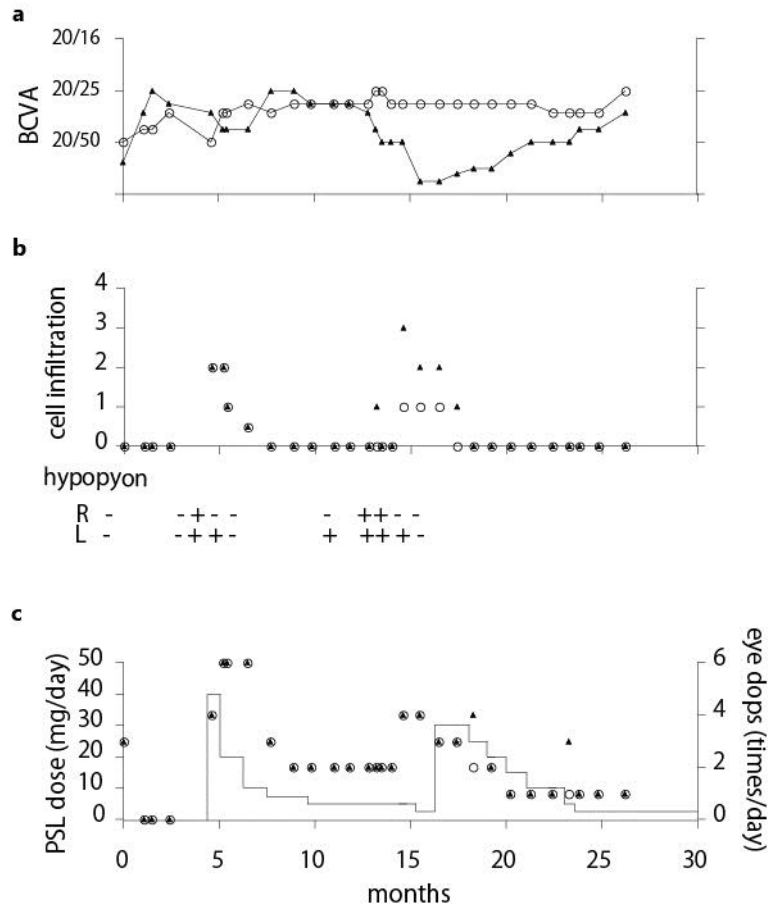 a
BCVA
20/16
20/25
20/50
b
cell infiltration
4
3
2
1
0
hypopyon
R - - + - - - + + - -
L - - + + - + + + + -
c
PSL dose (mg/day)
50
40
30
20
10
0
eye dops (times/day)
6
4
2
0
0 5 10 15 20 25 30
months